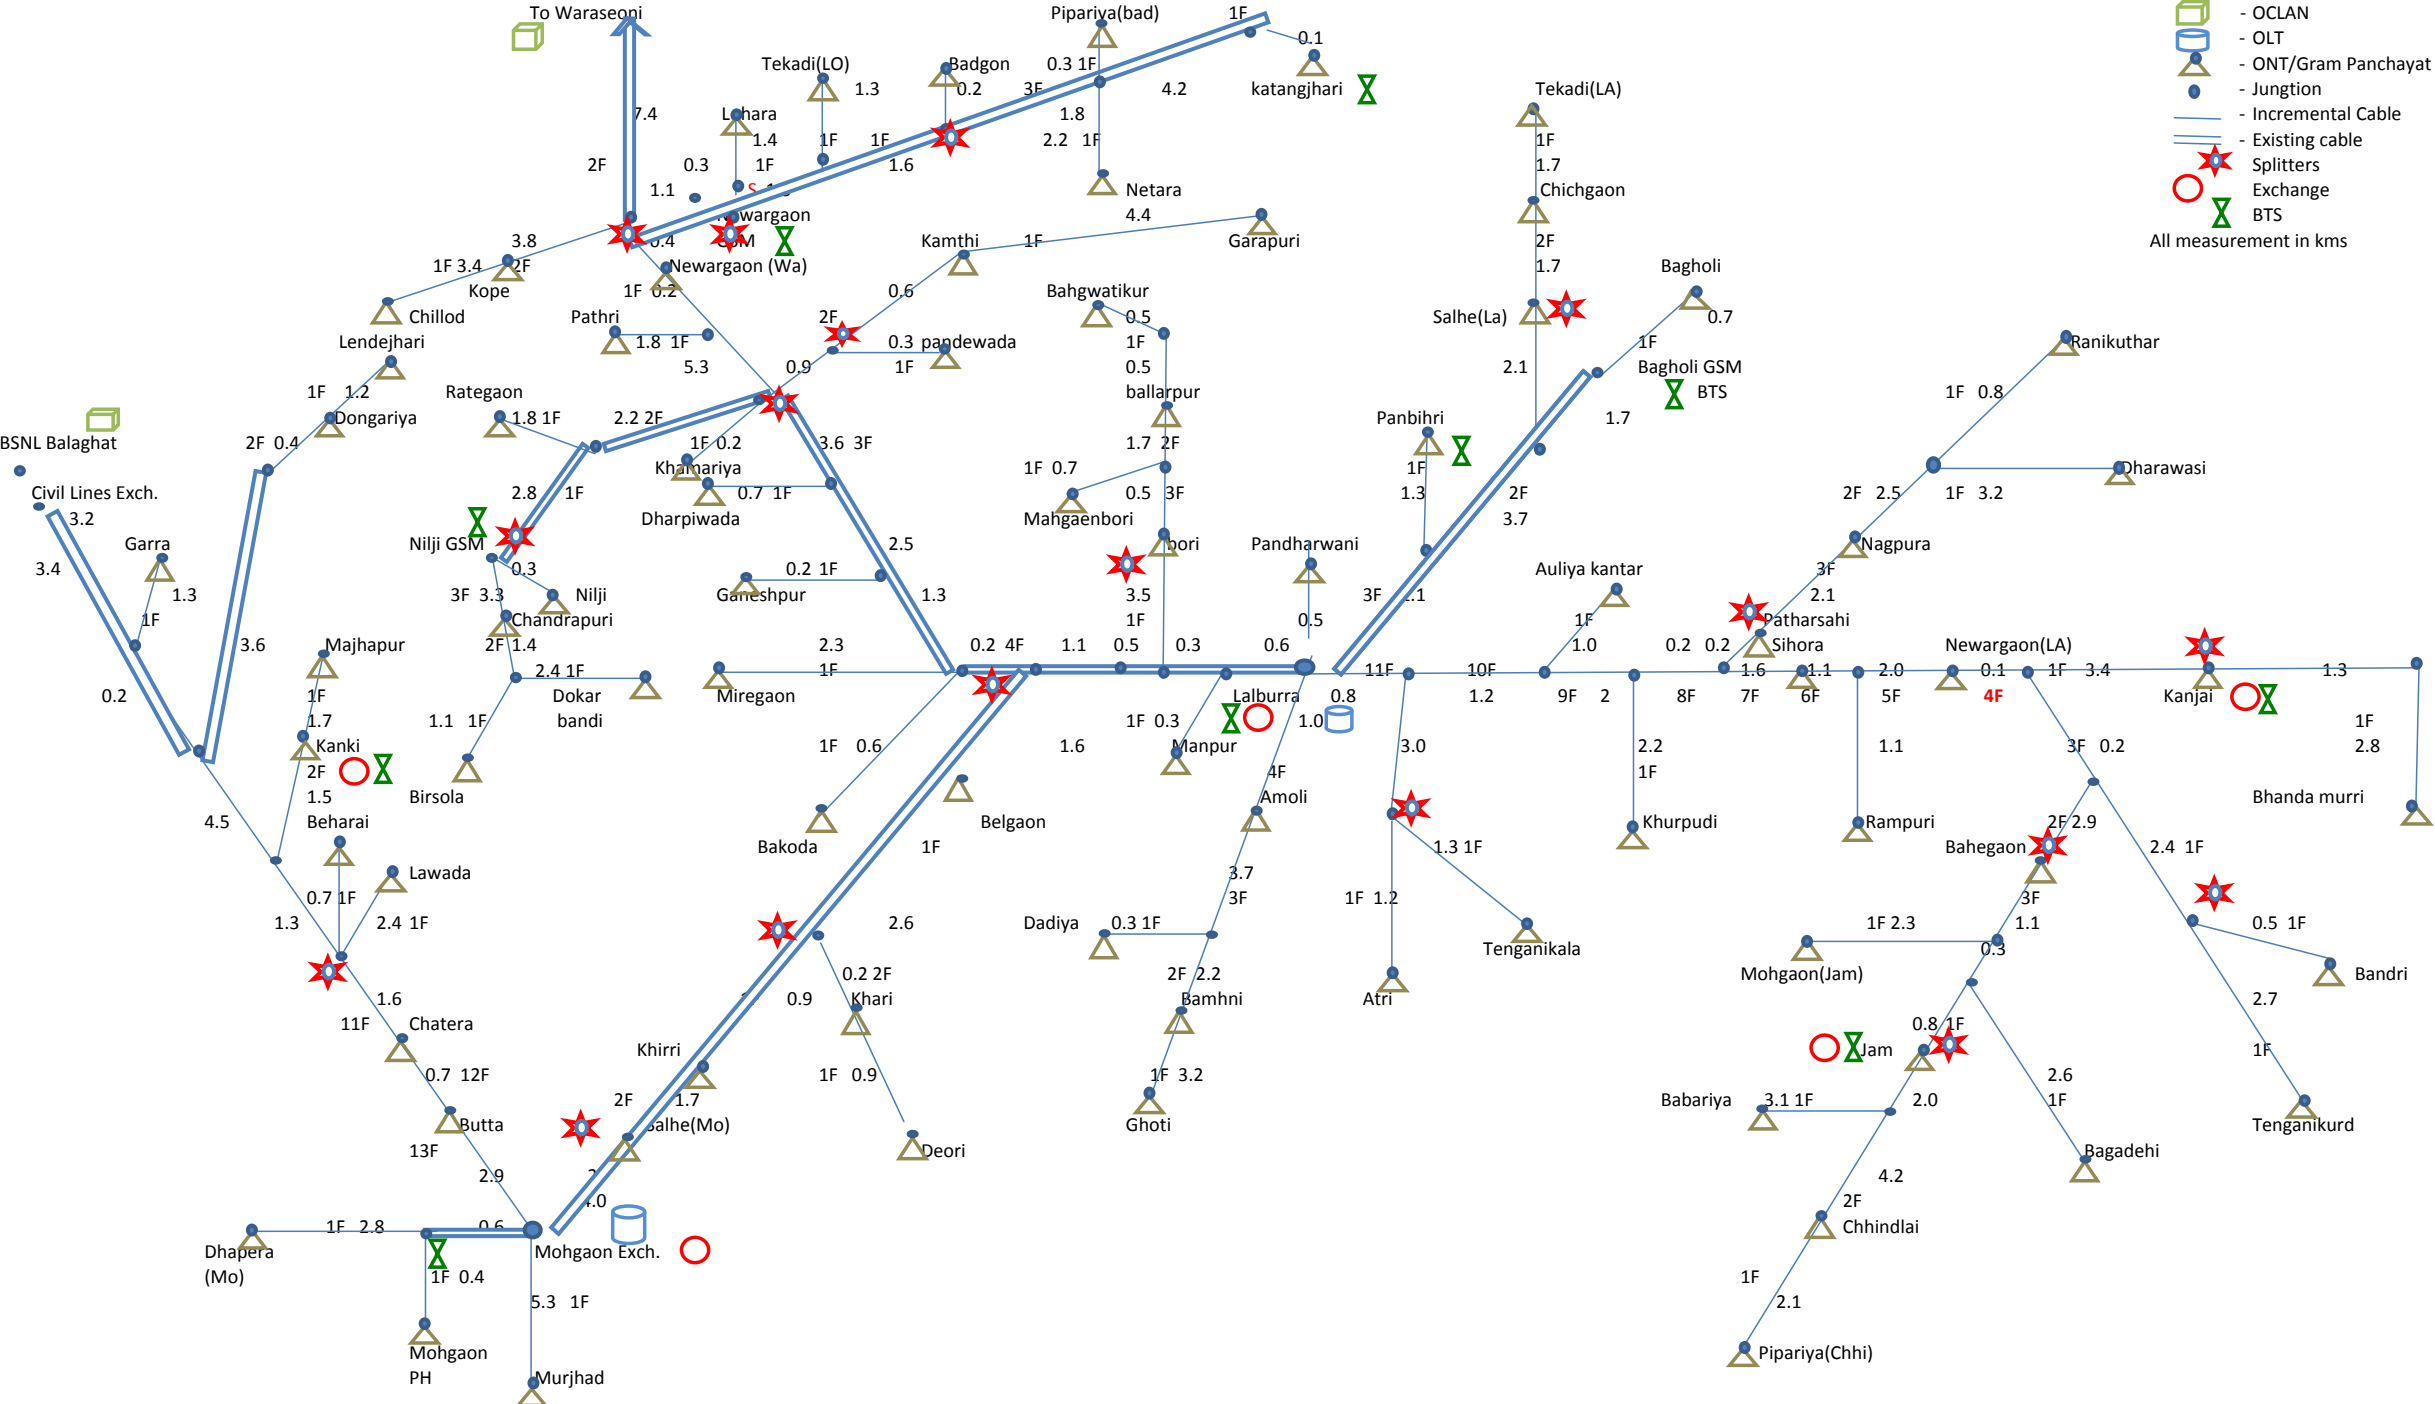 To Waraseoni
Pipariya(bad)
1F
- OCLAN
- OLT
- ONT/Gram Panchayat
- Jungtion
- Incremental Cable
- Existing cable
Splitters
Exchange
BTS
All measurement in kms
0.1
katangjhari
Tekadi(LO)
1.3
Badgon
0.2
0.3 1F
3F
4.2
1.8
7.4
Lohara
1.4
1F
1F
1F
1.6
2.2 1F
Netara
4.4
2F
0.3
1.1
S
Newargaon
GSM
0.4
Newargaon (Wa)
1F 0.2
3.8
1F 3.4
2F
Kope
Chillod
Kamthi
1F
Garapuri
0.6
2F
0.3
pandewada
1F
0.9
Pathri
1.8 1F
5.3
Lendejhari
1F 1.2
Dongariya
2F 0.4
Rategaon
1.8 1F
2.2 2F
1F 0.2
Khamariya
3.6 3F
0.7 1F
Dharpiwada
2.8
1F
Nilji GSM
0.3
Nilji
3F 3.3
Chandrapuri
2F 1.4
2.4 1F
Dokar
bandi
1.1 1F
Birsola
0.2 1F
Ganeshpur
2.5
1.3
2.3
1F
Miregaon
1F 0.6
Bakoda
Bahgwatikur
0.5
1F
0.5
ballarpur
1.7 2F
1F 0.7
0.5 3F
Mahgaenbori
bori
3.5
1F
0.2 4F
1.1
0.5
0.3
0.6
Pandharwani
0.5
Tekadi(LA)
1F
1.7
Chichgaon
2F
1.7
Salhe(La)
2.1
Bagholi
0.7
1F
Bagholi GSM
BTS
1.7
Panbihri
1F
1.3
2F
3.7
3F
Auliya kantar
1F
1.0
Ranikuthar
1F 0.8
Dharawasi
1F 3.2
2F 2.5
Nagpura
3F
2.1
Patharsahi
Sihora
0.2 0.2
1.6
1.1
2.0
Newargaon(LA)
0.1
1F 3.4
1.3
11F
10F
0.8
1.2
9F 2
8F
7F
6F
5F
4F
Kanjai
1F
2.8
Bhanda murri
BSNL Balaghat
Civil Lines Exch.
3.2
3.4
Garra
1.3
1F
3.6
0.2
4.5
Majhapur
1F
1.7
Kanki
2F
1.5
Beharai
Lawada
0.7 1F
2.4 1F
1.3
1.6
11F
Chatera
0.7 12F
Butta
13F
2.9
1F 2.8
0.6
Dhapera
(Mo)
Mohgaon Exch.
1F 0.4
5.3 1F
Mohgaon
PH
Murjhad
1.6
Belgaon
1F
2.6
0.2 2F
Khari
0.9
1F 0.9
Deori
Khirri
2F
1.7
Salhe(Mo)
Lalburra
1F 0.3
Manpur
1.0
4F
Amoli
3.7
3F
Dadiya
0.3 1F
2F 2.2
Bamhni
1F 3.2
Ghoti
3.0
1.3 1F
1F 1.2
Tenganikala
Atri
2.2
1F
Khurpudi
1.1
Rampuri
3F 0.2
2F 2.9
Bahegaon
3F
1.1
1F 2.3
0.3
Mohgaon(Jam)
0.8 1F
Jam
2.0
3.1 1F
Babariya
2.6
1F
Bagadehi
4.2
2F
Chhindlai
1F
2.1
Pipariya(Chhi)
2.4 1F
0.5 1F
Bandri
2.7
1F
Tenganikurd